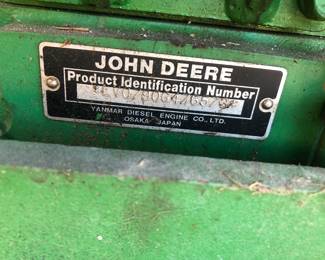 JOHN DEERE
Product Identification Number
YANMAR DIESEL ENGINE CO., LTD.
OSAKA JAPAN